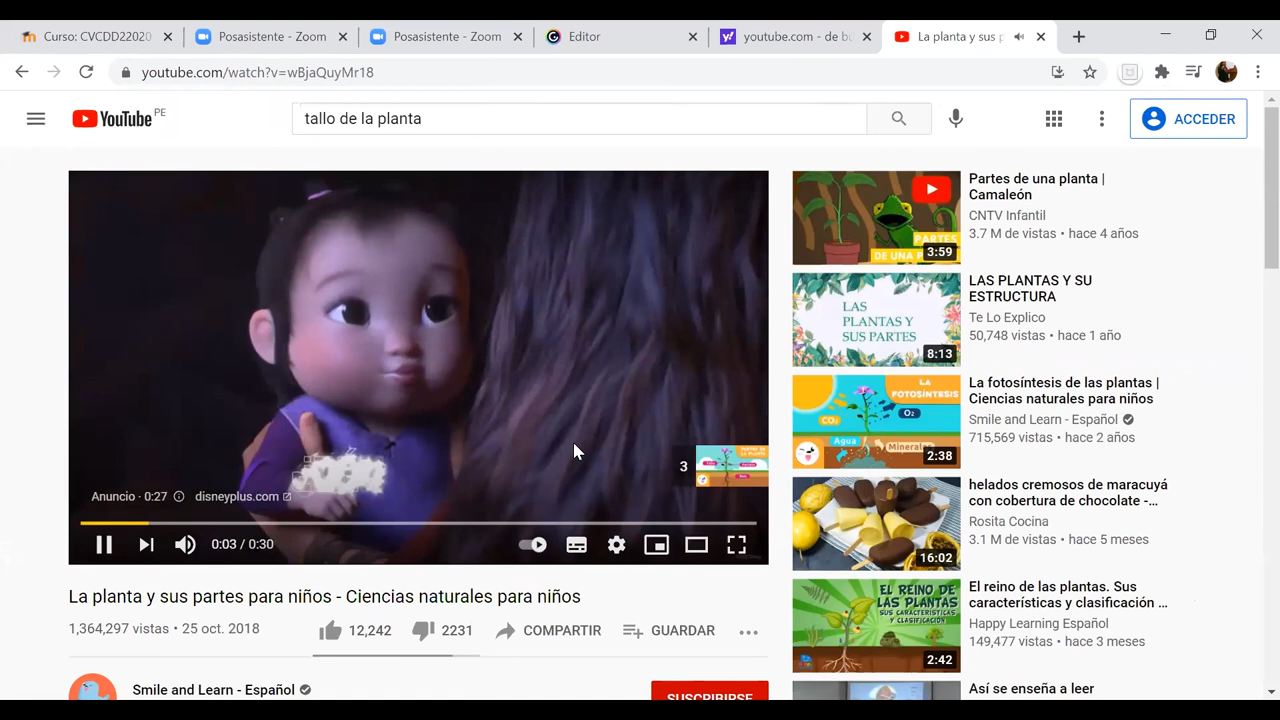 Curso: CVCDD22020
Posasistente - Zoom
Posasistente - Zoom
Editor
youtube.com - de bu
La planta y sus p
youtube.com/watch?v=wBjaQuyMr18
YouTube PE
tallo de la planta
ACCEDER
3
Anuncio · 0:27
disneyplus.com
0:03 / 0:30
La planta y sus partes para niños - Ciencias naturales para niños
1,364,297 vistas • 25 oct. 2018
12,242
2231
COMPARTIR
GUARDAR
Smile and Learn - Español
SUSCRIBIRSE
PARTES
DE UNA P
3:59
Partes de una planta |
Camaleón
CNTV Infantil
3.7 M de vistas • hace 4 años
LAS
PLANTAS Y
SUS PARTES
8:13
LAS PLANTAS Y SU
ESTRUCTURA
Te Lo Explico
50,748 vistas • hace 1 año
LA
FOTOSÍNTESIS
CO2
O2
Agua
Minerales
2:38
La fotosíntesis de las plantas |
Ciencias naturales para niños
Smile and Learn - Español
715,569 vistas • hace 2 años
16:02
helados cremosos de maracuyá
con cobertura de chocolate -...
Rosita Cocina
3.1 M de vistas • hace 5 meses
EL REINO DE
LAS PLANTAS
SUS CARACTERÍSTICAS
Y CLASIFICACIÓN
2:42
El reino de las plantas. Sus
características y clasificación ...
Happy Learning Español
149,477 vistas • hace 3 meses
Así se enseña a leer